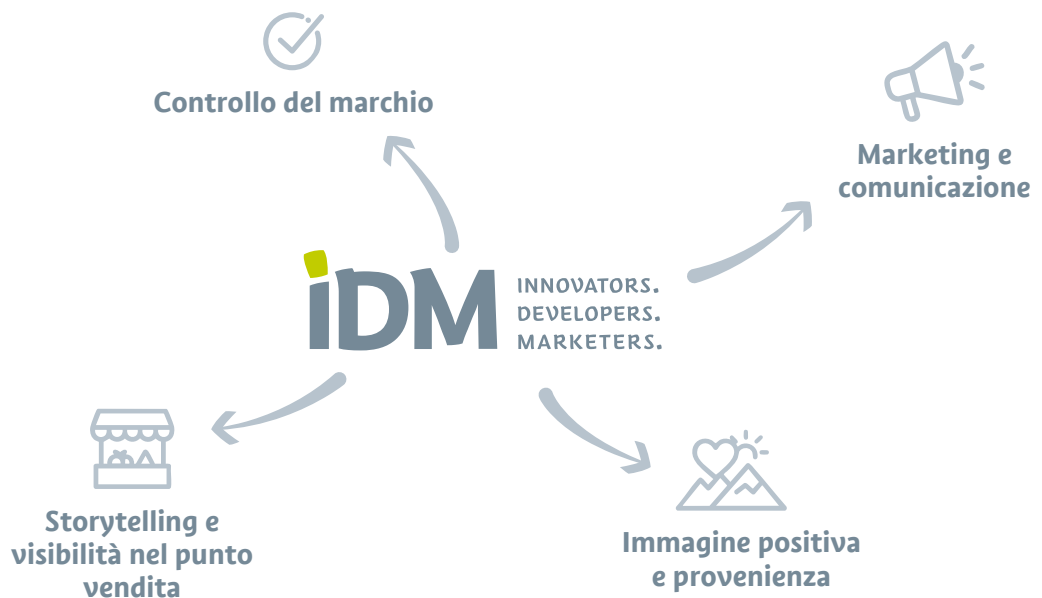 Controllo del marchio
Marketing e
comunicazione
iDM
INNOVATORS.
DEVELOPERS.
MARKETERS.
Storytelling e
visibilità nel punto
vendita
Immagine positiva
e provenienza